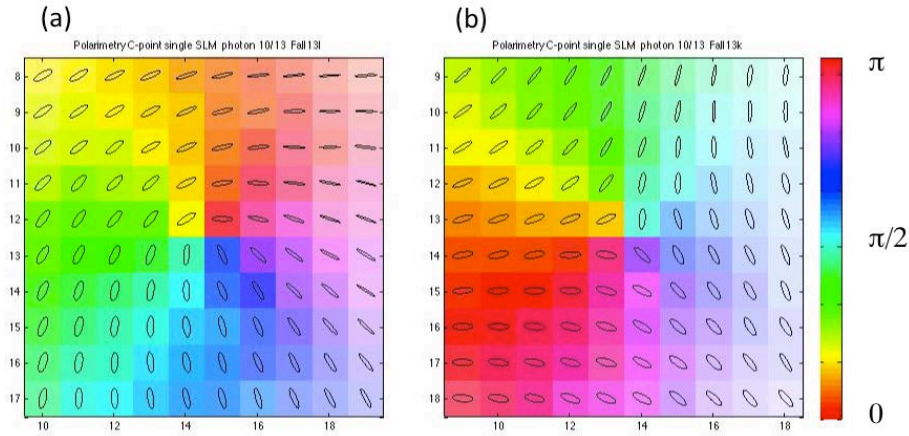 (a)
(b)
Polarimetry C-point single SLM photon 10/13 Fall13l
Polarimetry C-point single SLM photon 10/13 Fall13k
8
9
10
11
12
13
14
15
16
17
10 12 14 16 18
9
10
11
12
13
14
15
16
17
18
10 12 14 16 18
π
π/2
0